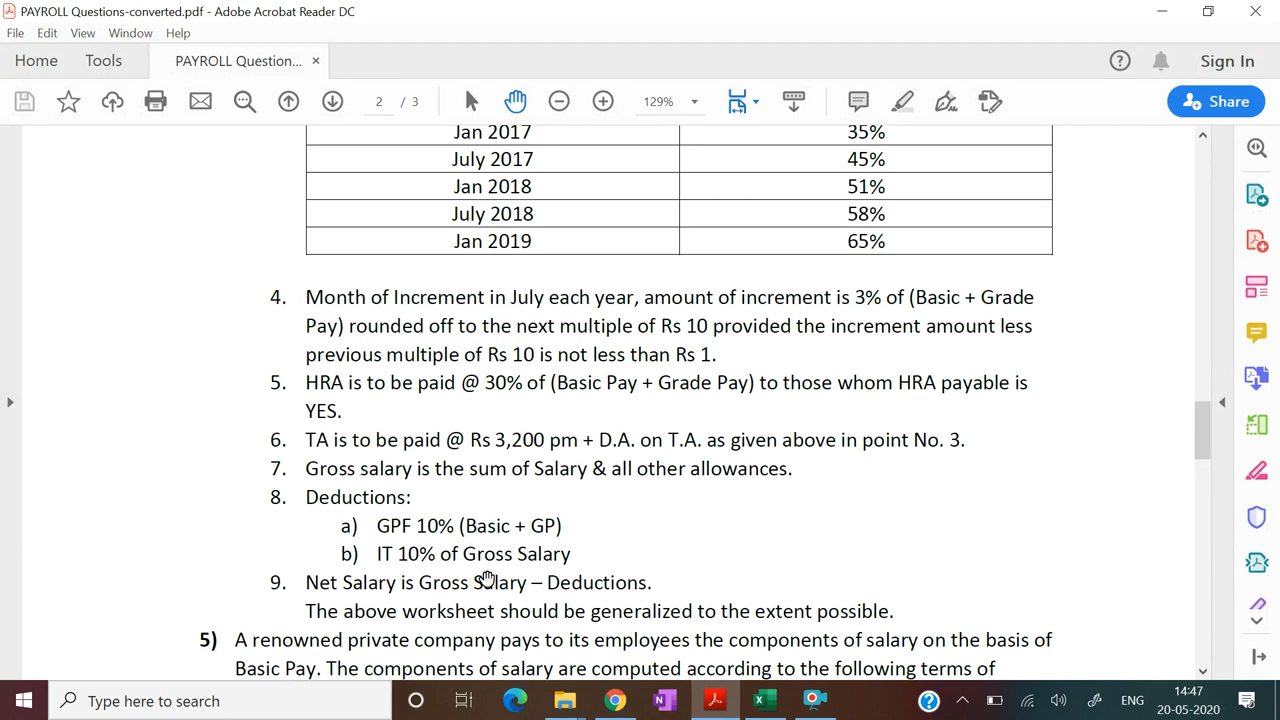 PAYROLL Questions-converted.pdf - Adobe Acrobat Reader DC
File Edit View Window Help
Home Tools PAYROLL Question... × Sign In
2 / 3 129% Share
Jan 2017 35%
July 2017 45%
Jan 2018 51%
July 2018 58%
Jan 2019 65%
4. Month of Increment in July each year, amount of increment is 3% of (Basic + Grade
Pay) rounded off to the next multiple of Rs 10 provided the increment amount less
previous multiple of Rs 10 is not less than Rs 1.
5. HRA is to be paid @ 30% of (Basic Pay + Grade Pay) to those whom HRA payable is
YES.
6. TA is to be paid @ Rs 3,200 pm + D.A. on T.A. as given above in point No. 3.
7. Gross salary is the sum of Salary & all other allowances.
8. Deductions:
a) GPF 10% (Basic + GP)
b) IT 10% of Gross Salary
9. Net Salary is Gross Salary – Deductions.
The above worksheet should be generalized to the extent possible.
5) A renowned private company pays to its employees the components of salary on the basis of
Basic Pay. The components of salary are computed according to the following terms of
Type here to search ENG 14:47
20-05-2020